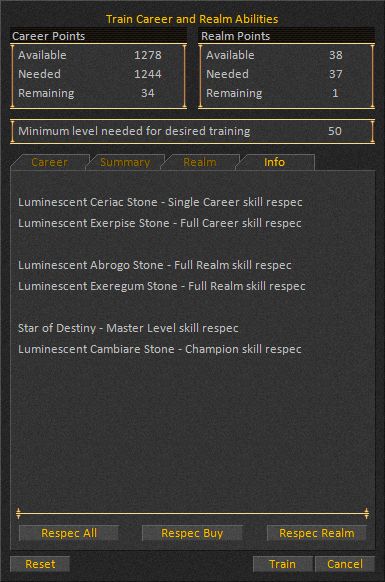 Train Career and Realm Abilities
Career Points
Available 1278
Needed 1244
Remaining 34
Realm Points
Available 38
Needed 37
Remaining 1
Minimum level needed for desired training 50
Career Summary Realm Info
Luminescent Ceriac Stone - Single Career skill respec
Luminescent Exerpise Stone - Full Career skill respec
Luminescent Abrogo Stone - Full Realm skill respec
Luminescent Exeregum Stone - Full Realm skill respec
Star of Destiny - Master Level skill respec
Luminescent Cambiare Stone - Champion skill respec
Respec All Respec Buy Respec Realm
Reset Train Cancel